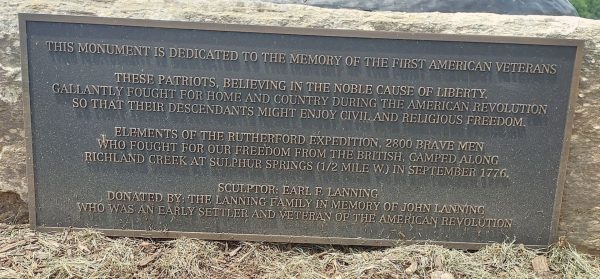 THIS MONUMENT IS DEDICATED TO THE MEMORY OF THE FIRST AMERICAN VETERANS
THESE PATRIOTS, BELIEVING IN THE NOBLE CAUSE OF LIBERTY,
GALLANTLY FOUGHT FOR HOME AND COUNTRY DURING THE AMERICAN REVOLUTION
SO THAT THEIR DESCENDANTS MIGHT ENJOY CIVIL AND RELIGIOUS FREEDOM.
ELEMENTS OF THE RUTHERFORD EXPEDITION, 2800 BRAVE MEN
WHO FOUGHT FOR OUR FREEDOM FROM THE BRITISH, CAMPED ALONG
RICHLAND CREEK AT SULPHUR SPRINGS (1/2 MILE W.) IN SEPTEMBER 1776.
SCULPTOR: EARL F. LANNING
DONATED BY: THE LANNING FAMILY IN MEMORY OF JOHN LANNING
WHO WAS AN EARLY SETTLER AND VETERAN OF THE AMERICAN REVOLUTION